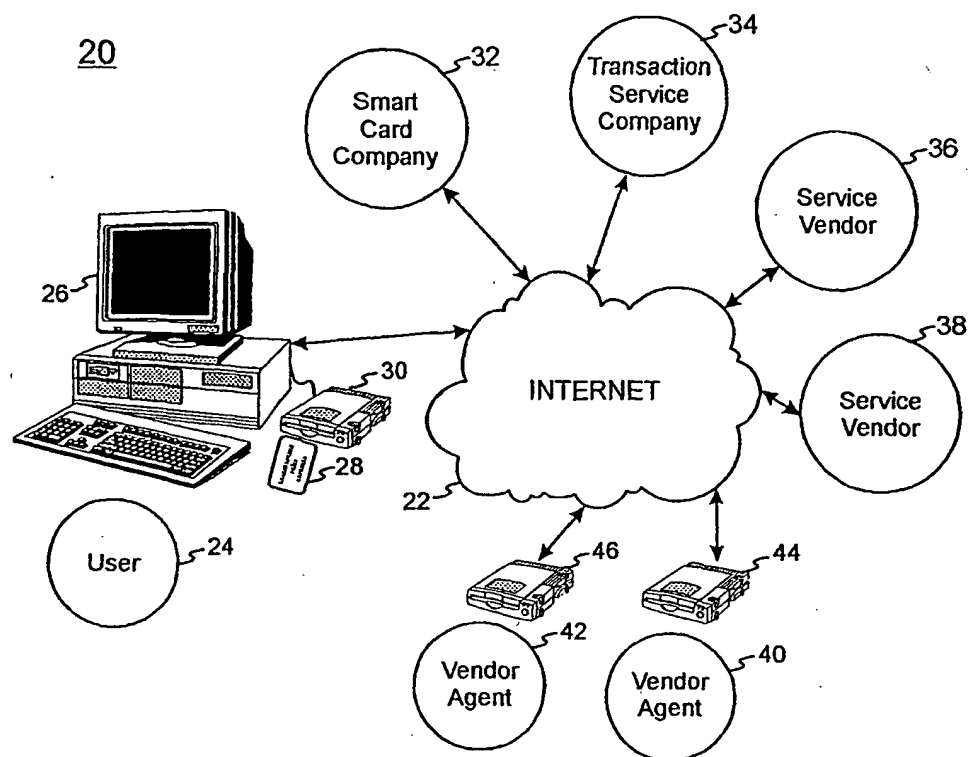 20
32
Smart
Card
Company
34
Transaction
Service
Company
36
Service
Vendor
26
30
28
INTERNET
22
38
Service
Vendor
User
24
46
44
42
Vendor
Agent
40
Vendor
Agent